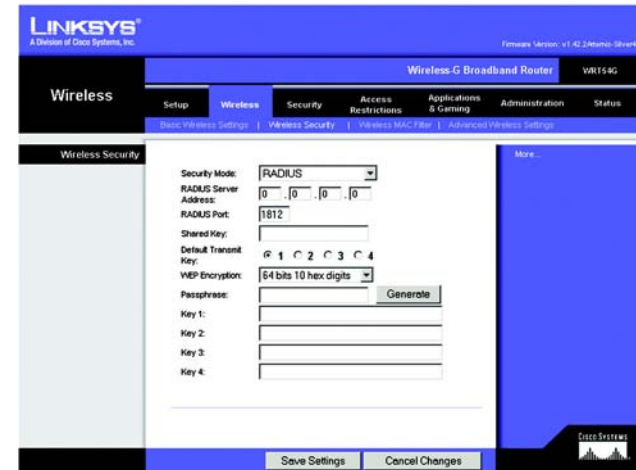 LINKSYS®
A Division of Cisco Systems, Inc.
Wireless-G Broadband Router WRT54G
Wireless
Setup Wireless Security Access Restrictions Applications & Gaming Administration Status
Basic Wireless Settings | Wireless Security | Wireless MAC Filter | Advanced Wireless Settings
Wireless Security
More...
Security Mode: RADIUS
RADIUS Server Address: 0 . 0 . 0 . 0
RADIUS Port: 1812
Shared Key:
Default Transmit Key: 1 2 3 4
WEP Encryption: 64 bits 10 hex digits
Passphrase: Generate
Key 1:
Key 2:
Key 3:
Key 4:
Save Settings Cancel Changes
CISCO SYSTEMS